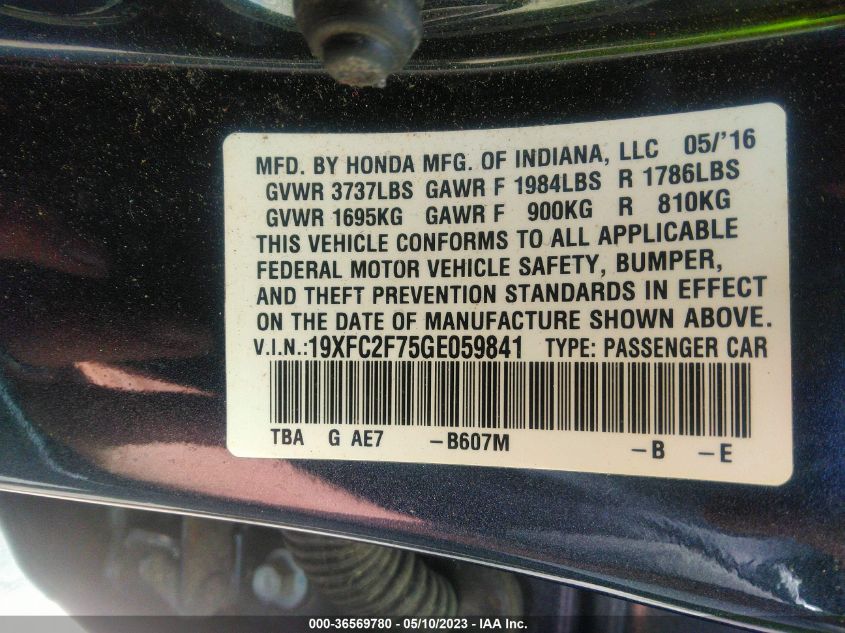 MFD. BY HONDA MFG. OF INDIANA, LLC 05/'16
GVWR 3737LBS GAWR F 1984LBS R 1786LBS
GVWR 1695KG GAWR F 900KG R 810KG
THIS VEHICLE CONFORMS TO ALL APPLICABLE
FEDERAL MOTOR VEHICLE SAFETY, BUMPER,
AND THEFT PREVENTION STANDARDS IN EFFECT
ON THE DATE OF MANUFACTURE SHOWN ABOVE.
V.I.N.:19XFC2F75GE059841 TYPE: PASSENGER CAR
TBA G AE7 –B607M –B –E
000-36569780 — 05/10/2023 — IAA Inc.